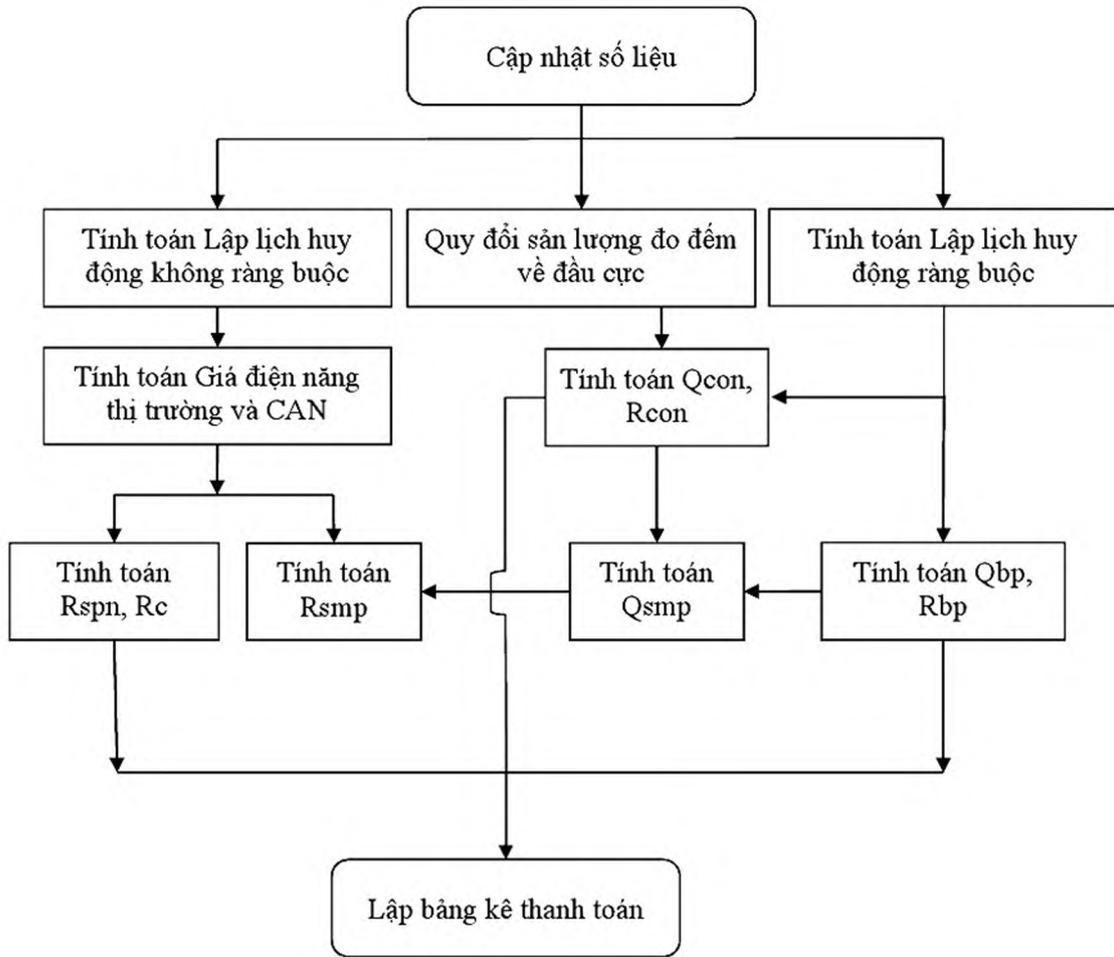 Cập nhật số liệu
Tính toán Lập lịch huy
động không ràng buộc
Quy đổi sản lượng đo đếm
về đầu cực
Tính toán Lập lịch huy
động ràng buộc
Tính toán Giá điện năng
thị trường và CAN
Tính toán Qcon,
Rcon
Tính toán
Rspn, Rc
Tính toán
Rsmp
Tính toán
Qsmp
Tính toán Qbp,
Rbp
Lập bảng kê thanh toán